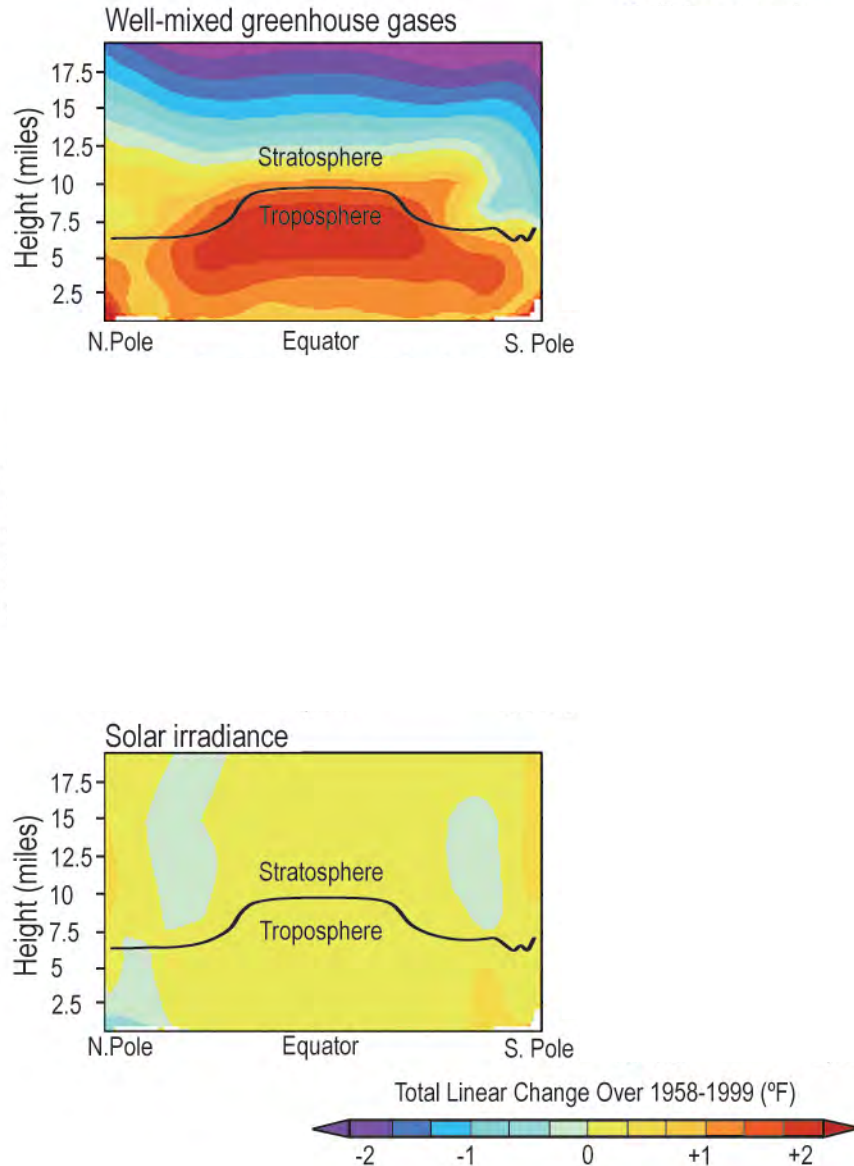 Well-mixed greenhouse gases
Height (miles)
17.5
15
12.5
10
7.5
5
2.5
Stratosphere
Troposphere
N.Pole Equator S. Pole
Solar irradiance
Height (miles)
17.5
15
12.5
10
7.5
5
2.5
Stratosphere
Troposphere
N.Pole Equator S. Pole
Total Linear Change Over 1958-1999 (ºF)
-2 -1 0 +1 +2